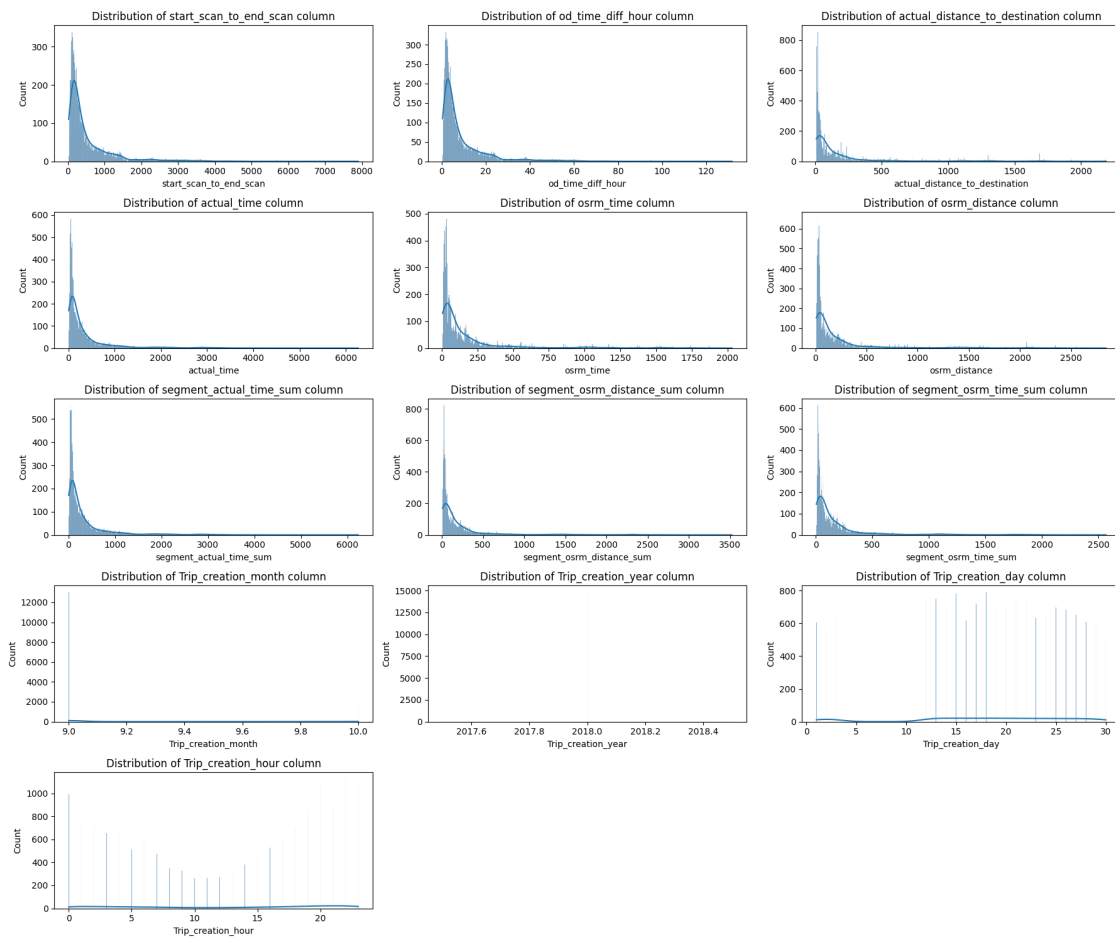 Distribution of start_scan_to_end_scan column
300
200
100
0
Count
0 1000 2000 3000 4000 5000 6000 7000 8000
start_scan_to_end_scan
Distribution of od_time_diff_hour column
300
250
200
150
100
50
0
Count
0 20 40 60 80 100 120
od_time_diff_hour
Distribution of actual_distance_to_destination column
800
600
400
200
0
Count
0 500 1000 1500 2000
actual_distance_to_destination
Distribution of actual_time column
600
500
400
300
200
100
0
Count
0 1000 2000 3000 4000 5000 6000
actual_time
Distribution of osrm_time column
500
400
300
200
100
0
Count
0 250 500 750 1000 1250 1500 1750 2000
osrm_time
Distribution of osrm_distance column
600
500
400
300
200
100
0
Count
0 500 1000 1500 2000 2500
osrm_distance
Distribution of segment_actual_time_sum column
500
400
300
200
100
0
Count
0 1000 2000 3000 4000 5000 6000
segment_actual_time_sum
Distribution of segment_osrm_distance_sum column
800
600
400
200
0
Count
0 500 1000 1500 2000 2500 3000 3500
segment_osrm_distance_sum
Distribution of segment_osrm_time_sum column
600
500
400
300
200
100
0
Count
0 500 1000 1500 2000 2500
segment_osrm_time_sum
Distribution of Trip_creation_month column
12000
10000
8000
6000
4000
2000
0
Count
9.0 9.2 9.4 9.6 9.8 10.0
Trip_creation_month
Distribution of Trip_creation_year column
15000
12500
10000
7500
5000
2500
0
Count
2017.6 2017.8 2018.0 2018.2 2018.4
Trip_creation_year
Distribution of Trip_creation_day column
800
600
400
200
0
Count
0 5 10 15 20 25 30
Trip_creation_day
Distribution of Trip_creation_hour column
1000
800
600
400
200
0
Count
0 5 10 15 20
Trip_creation_hour